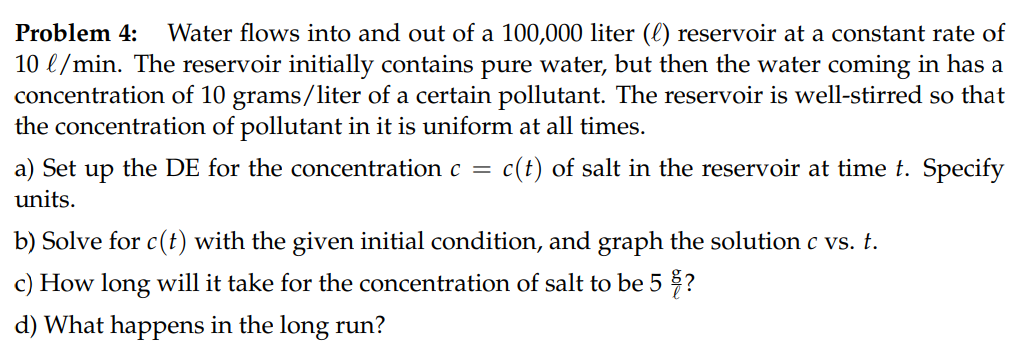 Problem 4: Water flows into and out of a 100,000 liter (ℓ) reservoir at a constant rate of
10 ℓ/min. The reservoir initially contains pure water, but then the water coming in has a
concentration of 10 grams/liter of a certain pollutant. The reservoir is well-stirred so that
the concentration of pollutant in it is uniform at all times.
a) Set up the DE for the concentration c = c(t) of salt in the reservoir at time t. Specify
units.
b) Solve for c(t) with the given initial condition, and graph the solution c vs. t.
c) How long will it take for the concentration of salt to be 5 g/ℓ?
d) What happens in the long run?